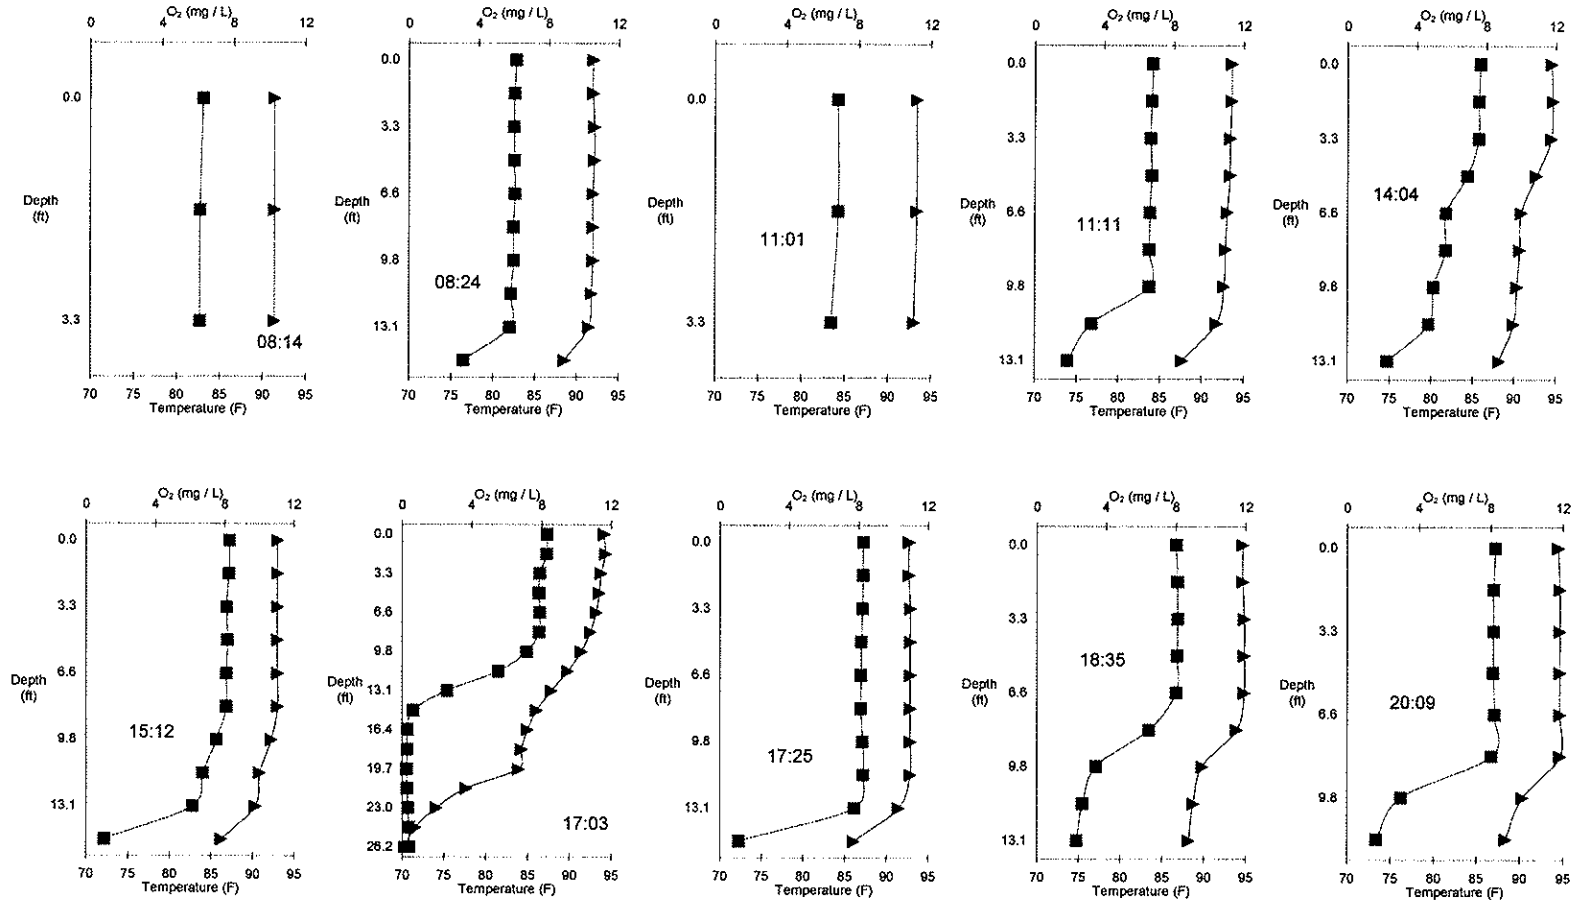 O₂ (mg / L)
0 4 8 12
0.0
Depth
(ft)
3.3
08:14
70 75 80 85 90 95
Temperature (F)
O₂ (mg / L)
0 4 8 12
0.0
3.3
6.6
9.8
13.1
Depth
(ft)
08:24
70 75 80 85 90 95
Temperature (F)
O₂ (mg / L)
0 4 8 12
0.0
Depth
(ft)
11:01
3.3
70 75 80 85 90 95
Temperature (F)
O₂ (mg / L)
0 4 8 12
0.0
3.3
6.6
9.8
13.1
Depth
(ft)
11:11
70 75 80 85 90 95
Temperature (F)
O₂ (mg / L)
0 4 8 12
0.0
3.3
6.6
9.8
13.1
Depth
(ft)
14:04
70 75 80 85 90 95
Temperature (F)
O₂ (mg / L)
0 4 8 12
0.0
3.3
6.6
9.8
13.1
Depth
(ft)
15:12
70 75 80 85 90 95
Temperature (F)
O₂ (mg / L)
0 4 8 12
0.0
3.3
6.6
9.8
13.1
16.4
19.7
23.0
26.2
Depth
(ft)
17:03
70 75 80 85 90 95
Temperature (F)
O₂ (mg / L)
0 4 8 12
0.0
3.3
6.6
9.8
13.1
Depth
(ft)
17:25
70 75 80 85 90 95
Temperature (F)
O₂ (mg / L)
0 4 8 12
0.0
3.3
6.6
9.8
13.1
Depth
(ft)
18:35
70 75 80 85 90 95
Temperature (F)
O₂ (mg / L)
0 4 8 12
0.0
3.3
6.6
9.8
Depth
(ft)
20:09
70 75 80 85 90 95
Temperature (F)